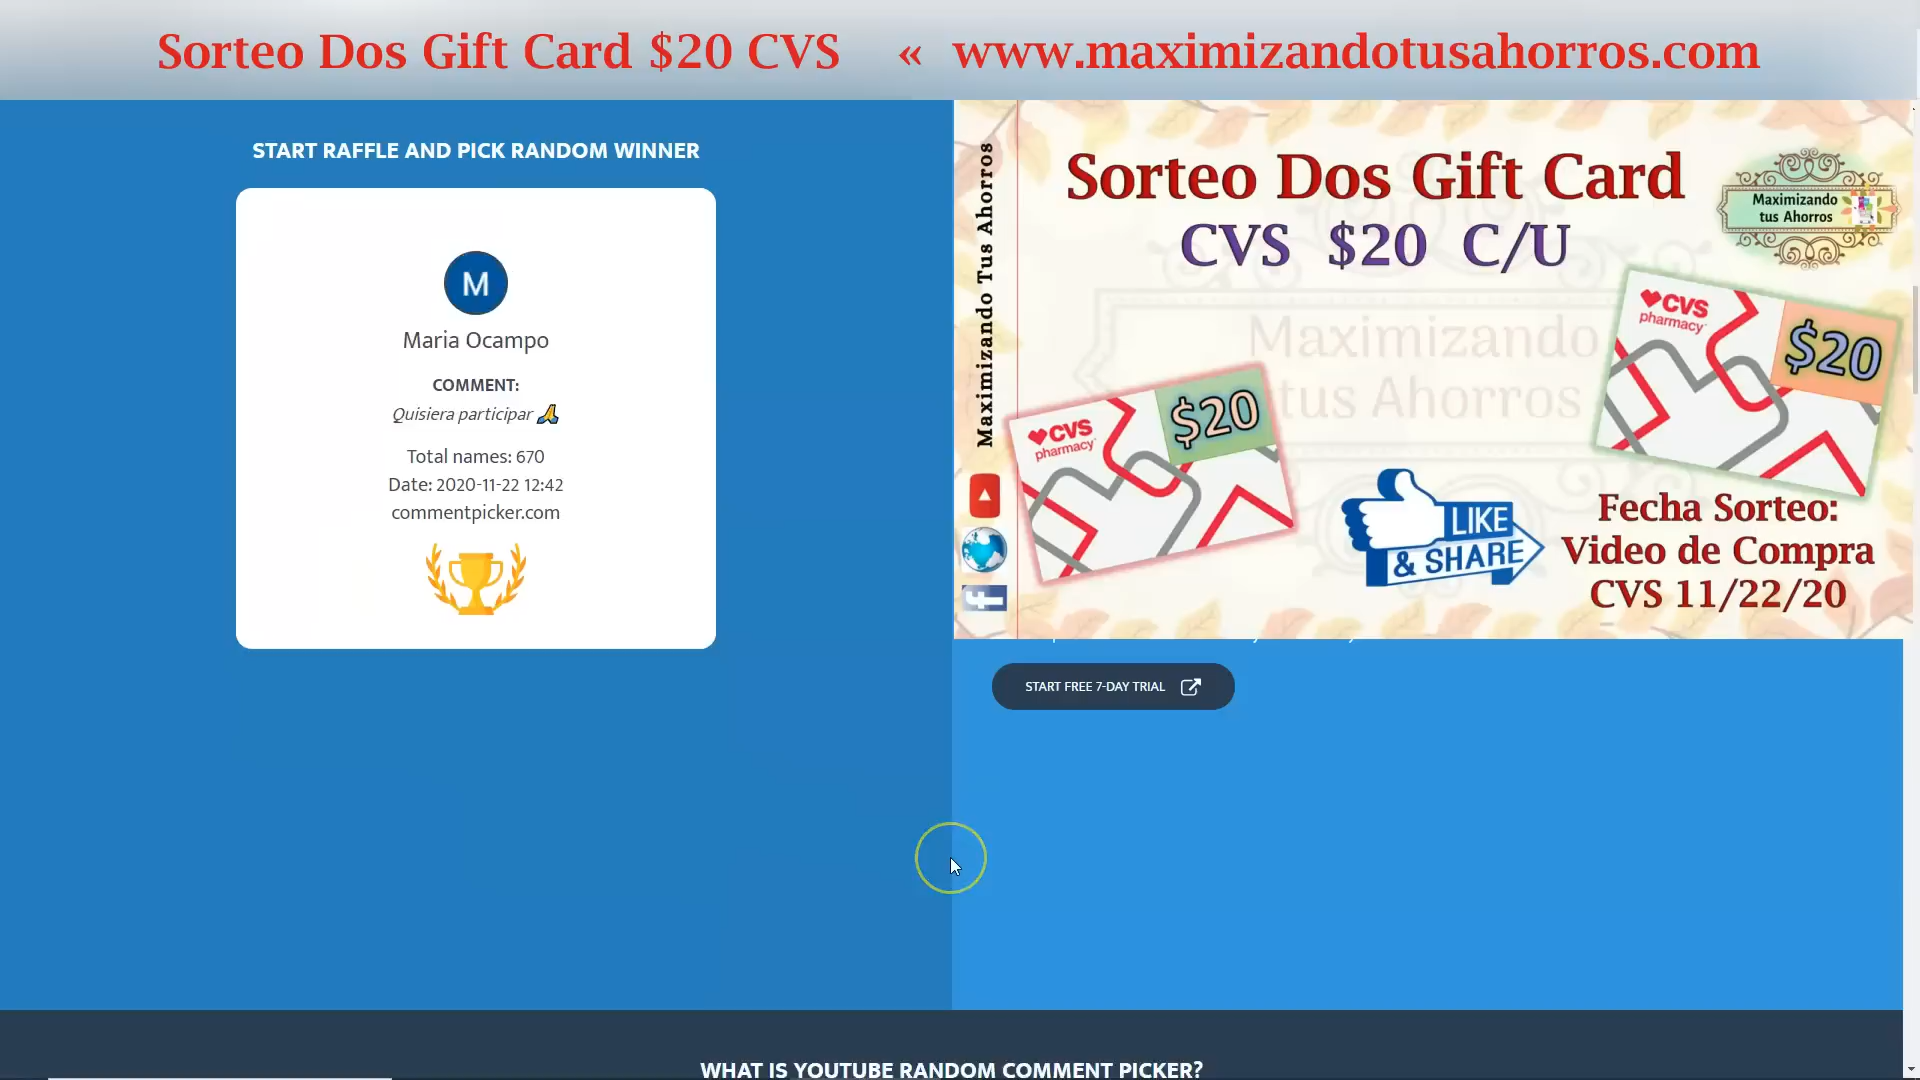 Sorteo Dos Gift Card $20 CVS « www.maximizandotusahorros.com
START RAFFLE AND PICK RANDOM WINNER
M
Maria Ocampo
COMMENT:
Quisiera participar 🙏
Total names: 670
Date: 2020-11-22 12:42
commentpicker.com
Maximizando Tus Ahorros
Sorteo Dos Gift Card
CVS $20 C/U
Maximizando
tus Ahorros
Maximizando
tus Ahorros
CVS
pharmacy
$20
CVS
pharmacy
$20
LIKE
& SHARE
Fecha Sorteo:
Video de Compra
CVS 11/22/20
START FREE 7-DAY TRIAL
WHAT IS YOUTUBE RANDOM COMMENT PICKER?